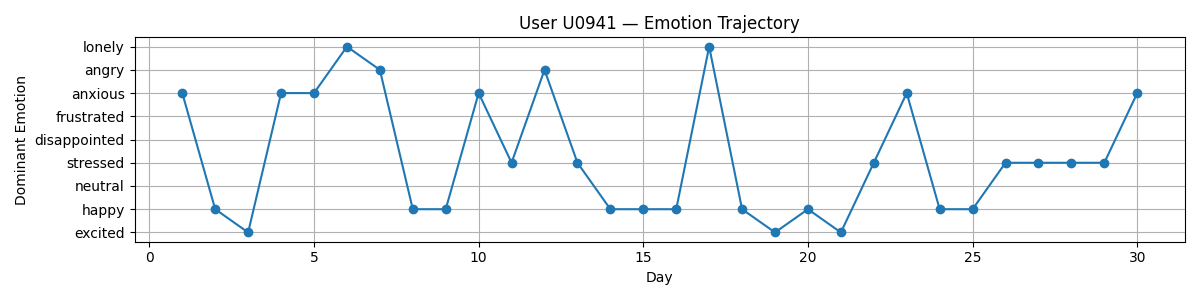 User U0941 — Emotion Trajectory
Dominant Emotion
lonely
angry
anxious
frustrated
disappointed
stressed
neutral
happy
excited
0 5 10 15 20 25 30
Day